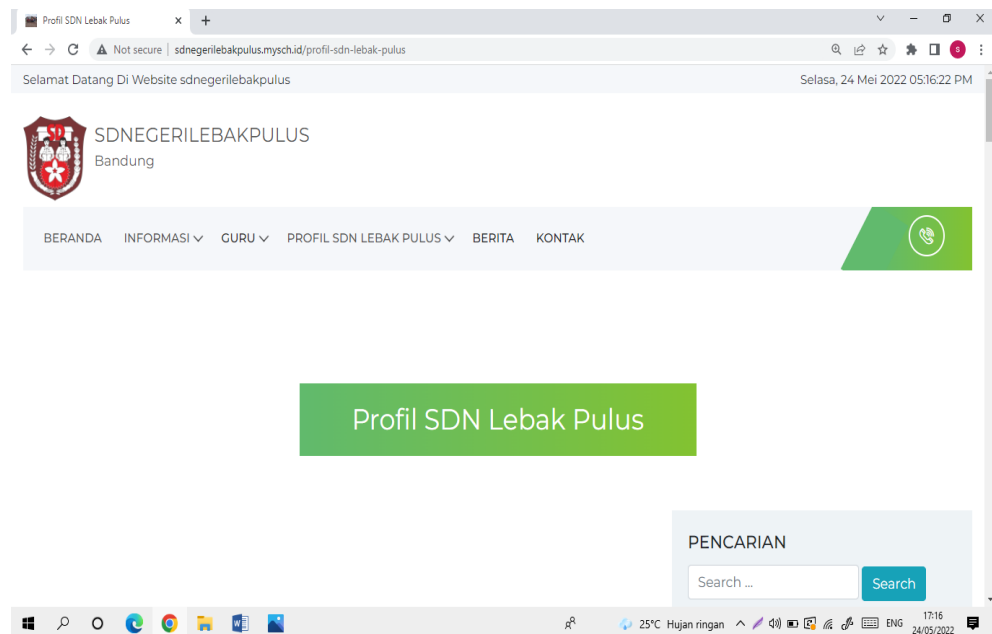 Profil SDN Lebak Pulus
Not secure | sdnegerilebakpulus.mysch.id/profil-sdn-lebak-pulus
S
Selamat Datang Di Website sdnegerilebakpulus
Selasa, 24 Mei 2022 05:16:22 PM
SP
SDNEGERILEBAKPULUS
Bandung
BERANDA INFORMASI GURU PROFIL SDN LEBAK PULUS BERITA KONTAK
Profil SDN Lebak Pulus
PENCARIAN
Search ...
Search
25°C Hujan ringan
ENG
17:16
24/05/2022